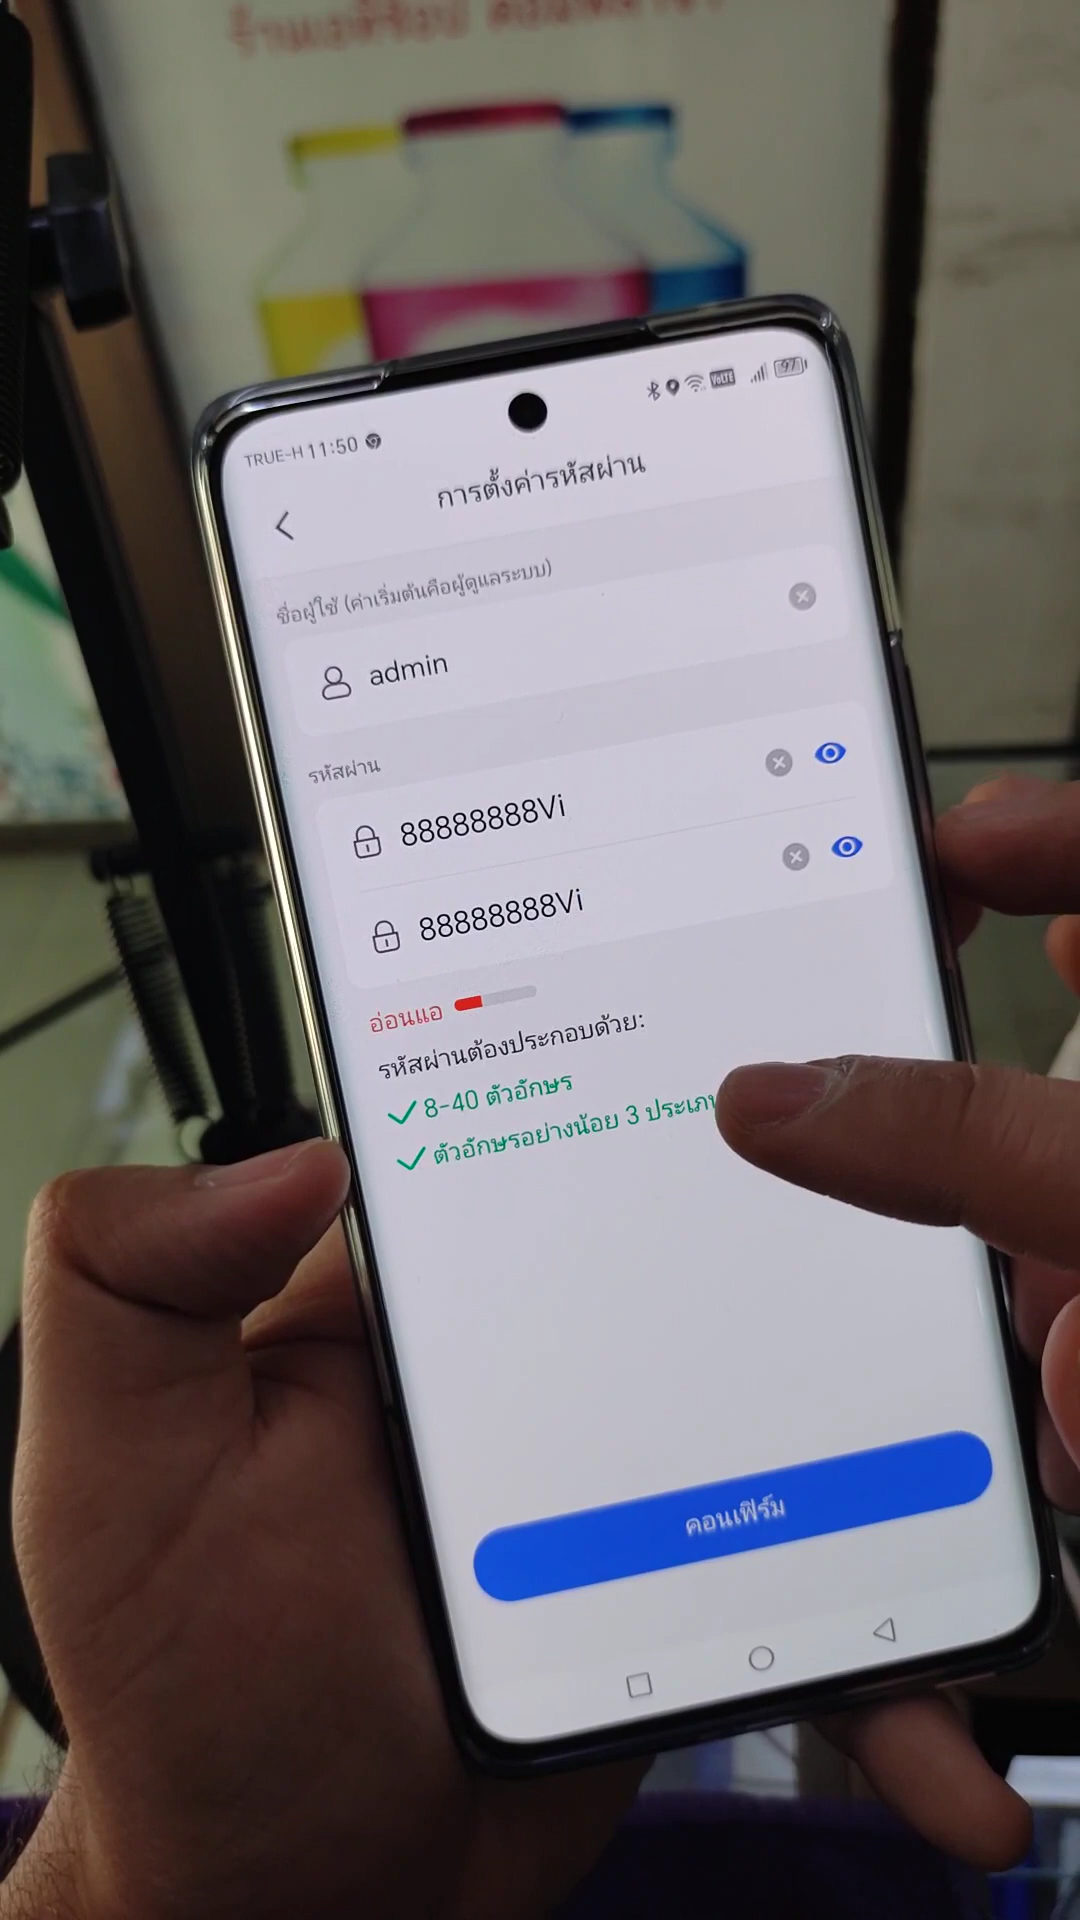 TRUE-H 11:50
VoLTE
97
การตั้งค่ารหัสผ่าน
ชื่อผู้ใช้ (ค่าเริ่มต้นคือผู้ดูแลระบบ)
admin
รหัสผ่าน
88888888Vi
88888888Vi
อ่อนแอ
รหัสผ่านต้องประกอบด้วย:
8-40 ตัวอักษร
ตัวอักษรอย่างน้อย 3
คอนเฟิร์ม